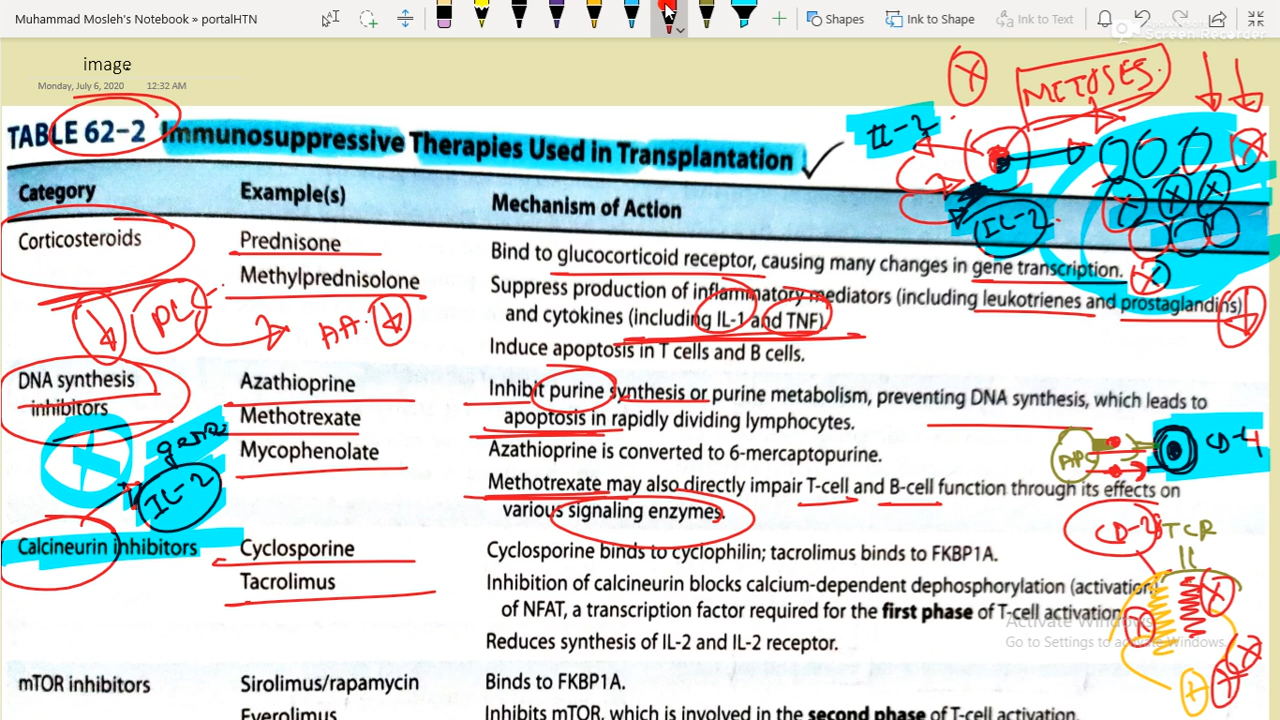 Muhammad Mosleh's Notebook » portalHTN
Shapes
Ink to Shape
Ink to Text
Screen Recorder
image
Monday, July 6, 2020 12:32 AM
METOSES
TABLE 62-2 Immunosuppressive Therapies Used in Transplantation
IL-2
Category Example(s) Mechanism of Action
IL-2
Corticosteroids Prednisone Bind to glucocorticoid receptor, causing many changes in gene transcription.
Methylprednisolone Suppress production of inflammatory mediators (including leukotrienes and prostaglandins)
and cytokines (including IL-1 and TNF).
AA
Induce apoptosis in T cells and B cells.
DNA synthesis Azathioprine Inhibit purine synthesis or purine metabolism, preventing DNA synthesis, which leads to
inhibitors Methotrexate apoptosis in rapidly dividing lymphocytes.
gene
Mycophenolate Azathioprine is converted to 6-mercaptopurine.
APC CD-4
IL-2
Methotrexate may also directly impair T-cell and B-cell function through its effects on
various signaling enzymes.
CD-28 TCR
Calcineurin inhibitors Cyclosporine Cyclosporine binds to cyclophilin; tacrolimus binds to FKBP1A.
Tacrolimus Inhibition of calcineurin blocks calcium-dependent dephosphorylation (activation)
of NFAT, a transcription factor required for the first phase of T-cell activation
Activate Windows
Go to Settings to activate Windows.
Reduces synthesis of IL-2 and IL-2 receptor.
mTOR inhibitors Sirolimus/rapamycin Binds to FKBP1A.
Everolimus Inhibits mTOR, which is involved in the second phase of T-cell activation.